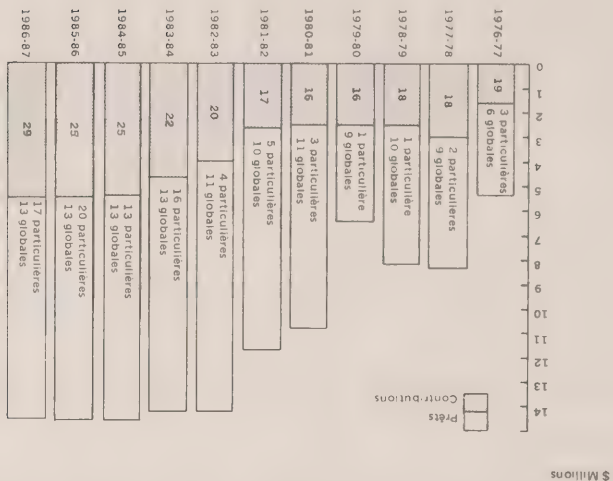 $ Millions
14
13
12
11
10
9
8
7
6
5
4
3
2
1
0
Prêts
Contributions
1976-77
19
3 particulières
6 globales
1977-78
18
2 particulières
9 globales
1978-79
18
1 particulière
10 globales
1979-80
16
1 particulière
9 globales
1980-81
16
3 particulières
11 globales
1981-82
17
5 particulières
10 globales
1982-83
20
4 particulières
11 globales
1983-84
22
16 particulières
13 globales
1984-85
25
13 particulières
13 globales
1985-86
25
20 particulières
13 globales
1986-87
29
17 particulières
13 globales